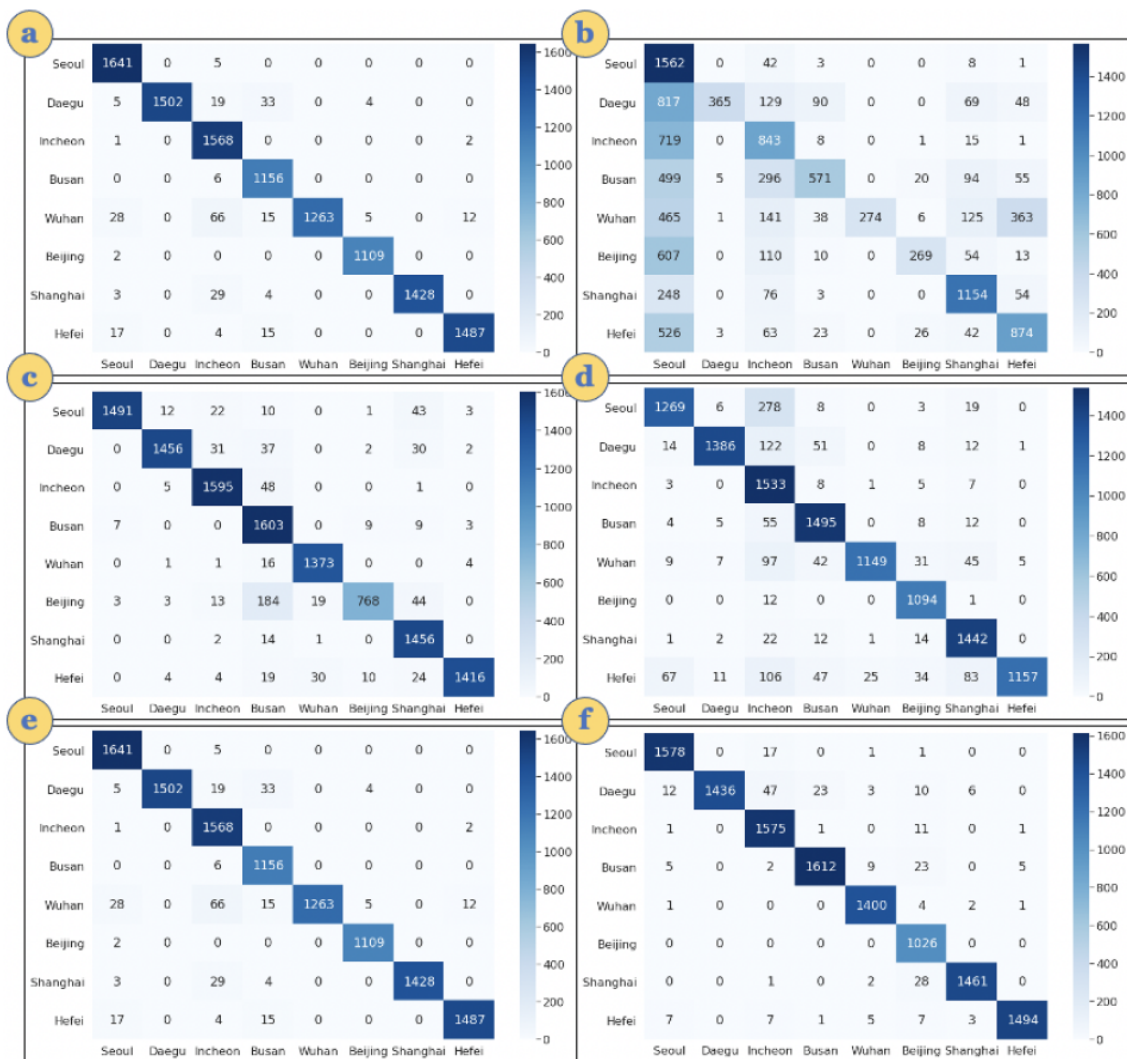 a
Seoul 1641 0 5 0 0 0 0 0
Daegu 5 1502 19 33 0 4 0 0
Incheon 1 0 1568 0 0 0 0 2
Busan 0 0 6 1156 0 0 0 0
Wuhan 28 0 66 15 1263 5 0 12
Beijing 2 0 0 0 0 1109 0 0
Shanghai 3 0 29 4 0 0 1428 0
Hefei 17 0 4 15 0 0 0 1487
Seoul Daegu Incheon Busan Wuhan Beijing Shanghai Hefei
1600
1400
1200
1000
800
600
400
200
0
b
Seoul 1562 0 42 3 0 0 8 1
Daegu 817 365 129 90 0 0 69 48
Incheon 719 0 843 8 0 1 15 1
Busan 499 5 296 571 0 20 94 55
Wuhan 465 1 141 38 274 6 125 363
Beijing 607 0 110 10 0 269 54 13
Shanghai 248 0 76 3 0 0 1154 54
Hefei 526 3 63 23 0 26 42 874
Seoul Daegu Incheon Busan Wuhan Beijing Shanghai Hefei
1400
1200
1000
800
600
400
200
0
c
Seoul 1491 12 22 10 0 1 43 3
Daegu 0 1456 31 37 0 2 30 2
Incheon 0 5 1595 48 0 0 1 0
Busan 7 0 0 1603 0 9 9 3
Wuhan 0 1 1 16 1373 0 0 4
Beijing 3 3 13 184 19 768 44 0
Shanghai 0 0 2 14 1 0 1456 0
Hefei 0 4 4 19 30 10 24 1416
Seoul Daegu Incheon Busan Wuhan Beijing Shanghai Hefei
1600
1400
1200
1000
800
600
400
200
0
d
Seoul 1269 6 278 8 0 3 19 0
Daegu 14 1386 122 51 0 8 12 1
Incheon 3 0 1533 8 1 5 7 0
Busan 4 5 55 1495 0 8 12 0
Wuhan 9 7 97 42 1149 31 45 5
Beijing 0 0 12 0 0 1094 1 0
Shanghai 1 2 22 12 1 14 1442 0
Hefei 67 11 106 47 25 34 83 1157
Seoul Daegu Incheon Busan Wuhan Beijing Shanghai Hefei
1400
1200
1000
800
600
400
200
0
e
Seoul 1641 0 5 0 0 0 0 0
Daegu 5 1502 19 33 0 4 0 0
Incheon 1 0 1568 0 0 0 0 2
Busan 0 0 6 1156 0 0 0 0
Wuhan 28 0 66 15 1263 5 0 12
Beijing 2 0 0 0 0 1109 0 0
Shanghai 3 0 29 4 0 0 1428 0
Hefei 17 0 4 15 0 0 0 1487
Seoul Daegu Incheon Busan Wuhan Beijing Shanghai Hefei
1600
1400
1200
1000
800
600
400
200
0
f
Seoul 1578 0 17 0 1 1 0 0
Daegu 12 1436 47 23 3 10 6 0
Incheon 1 0 1575 1 0 11 0 1
Busan 5 0 2 1612 9 23 0 5
Wuhan 1 0 0 0 1400 4 2 1
Beijing 0 0 0 0 0 1026 0 0
Shanghai 0 0 1 0 2 28 1461 0
Hefei 7 0 7 1 5 7 3 1494
Seoul Daegu Incheon Busan Wuhan Beijing Shanghai Hefei
1600
1400
1200
1000
800
600
400
200
0